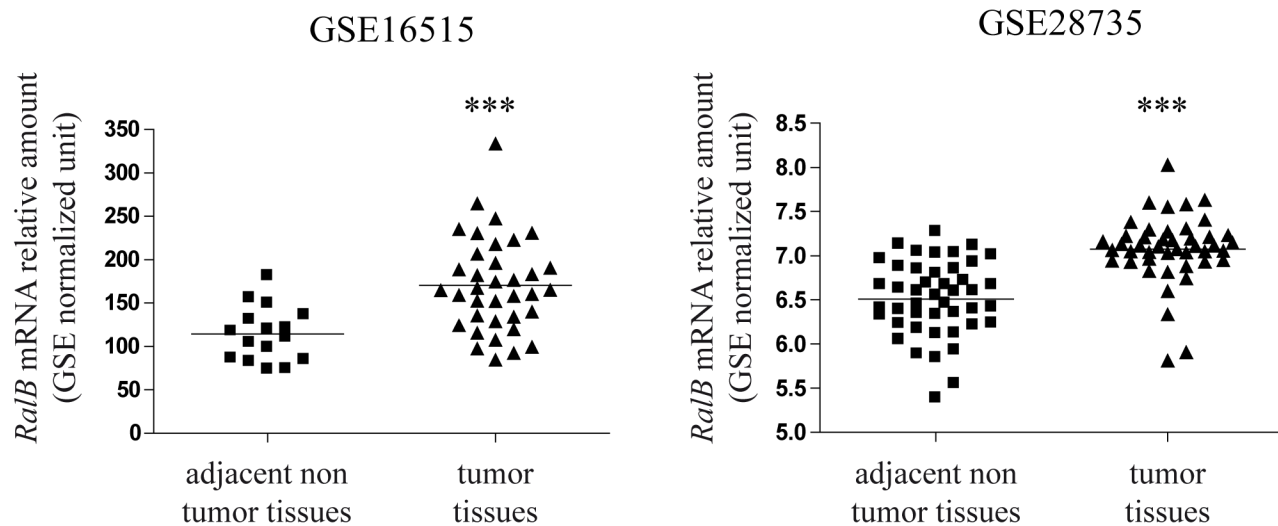 GSE16515
RalB mRNA relative amount
((GSE normalized unit)
***
350
300
250
200
150
100
50
0
adjacent non
tumor tissues
tumor
tissues
GSE28735
RalB mRNA relative amount
((GSE normalized unit)
***
8.5
8.0
7.5
7.0
6.5
6.0
5.5
5.0
adjacent non
tumor tissues
tumor
tissues